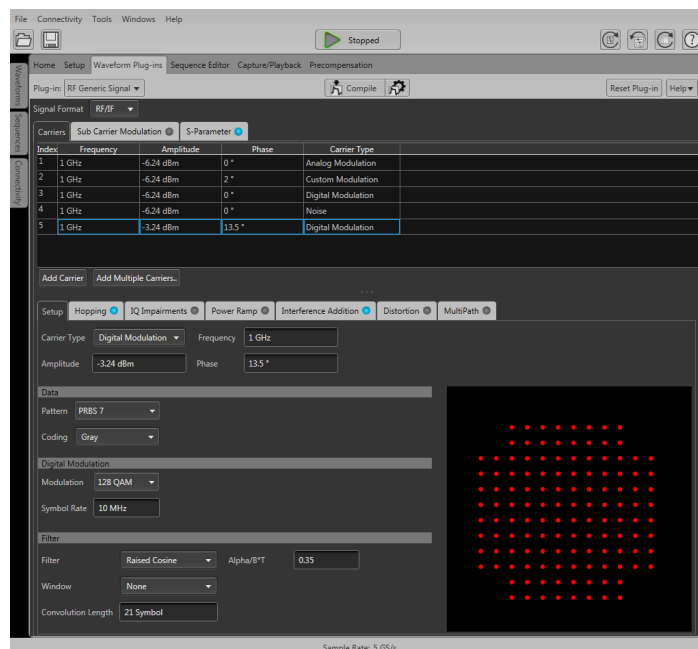 File Connectivity Tools Windows Help
Stopped
Home Setup Waveform Plug-ins Sequence Editor Capture/Playback Precompensation
Waveforms
Sequences
Connectivity
Plug-in: RF Generic Signal Compile Reset Plug-in Help
Signal Format RF/IF
Carriers Sub Carrier Modulation S-Parameter
Index Frequency Amplitude Phase Carrier Type
1 1 GHz -6.24 dBm 0 ° Analog Modulation
2 1 GHz -6.24 dBm 2 ° Custom Modulation
3 1 GHz -6.24 dBm 0 ° Digital Modulation
4 1 GHz -6.24 dBm 0 ° Noise
5 1 GHz -3.24 dBm 13.5 ° Digital Modulation
Add Carrier Add Multiple Carriers..
Setup Hopping IQ Impairments Power Ramp Interference Addition Distortion MultiPath
Carrier Type Digital Modulation Frequency 1 GHz
Amplitude -3.24 dBm Phase 13.5 °
Data
Pattern PRBS 7
Coding Gray
Digital Modulation
Modulation 128 QAM
Symbol Rate 10 MHz
Filter
Filter Raised Cosine Alpha/B*T 0.35
Window None
Convolution Length 21 Symbol
Sample Rate: 5 GS/s